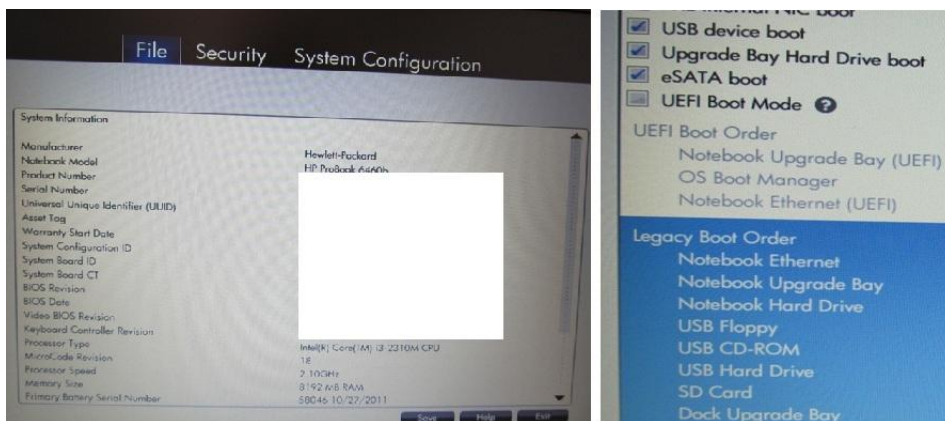 File Security System Configuration
System Information
Manufacturer Hewlett-Packard
Notebook Model HP ProBook 6460b
Product Number
Serial Number
Universal Unique Identifier (UUID)
Asset Tag
Warranty Start Date
System Configuration ID
System Board ID
System Board CT
BIOS Revision
BIOS Date
Video BIOS Revision
Keyboard Controller Revision
Processor Type Intel(R) Core(TM) i3-2310M CPU
MicroCode Revision 18
Processor Speed 2.10GHz
Memory Size 8192 MB RAM
Primary Battery Serial Number 58046 10/27/2011
Save Help Exit
Internal NIC boot
USB device boot
Upgrade Bay Hard Drive boot
eSATA boot
UEFI Boot Mode ?
UEFI Boot Order
Notebook Upgrade Bay (UEFI)
OS Boot Manager
Notebook Ethernet (UEFI)
Legacy Boot Order
Notebook Ethernet
Notebook Upgrade Bay
Notebook Hard Drive
USB Floppy
USB CD-ROM
USB Hard Drive
SD Card
Dock Upgrade Bay